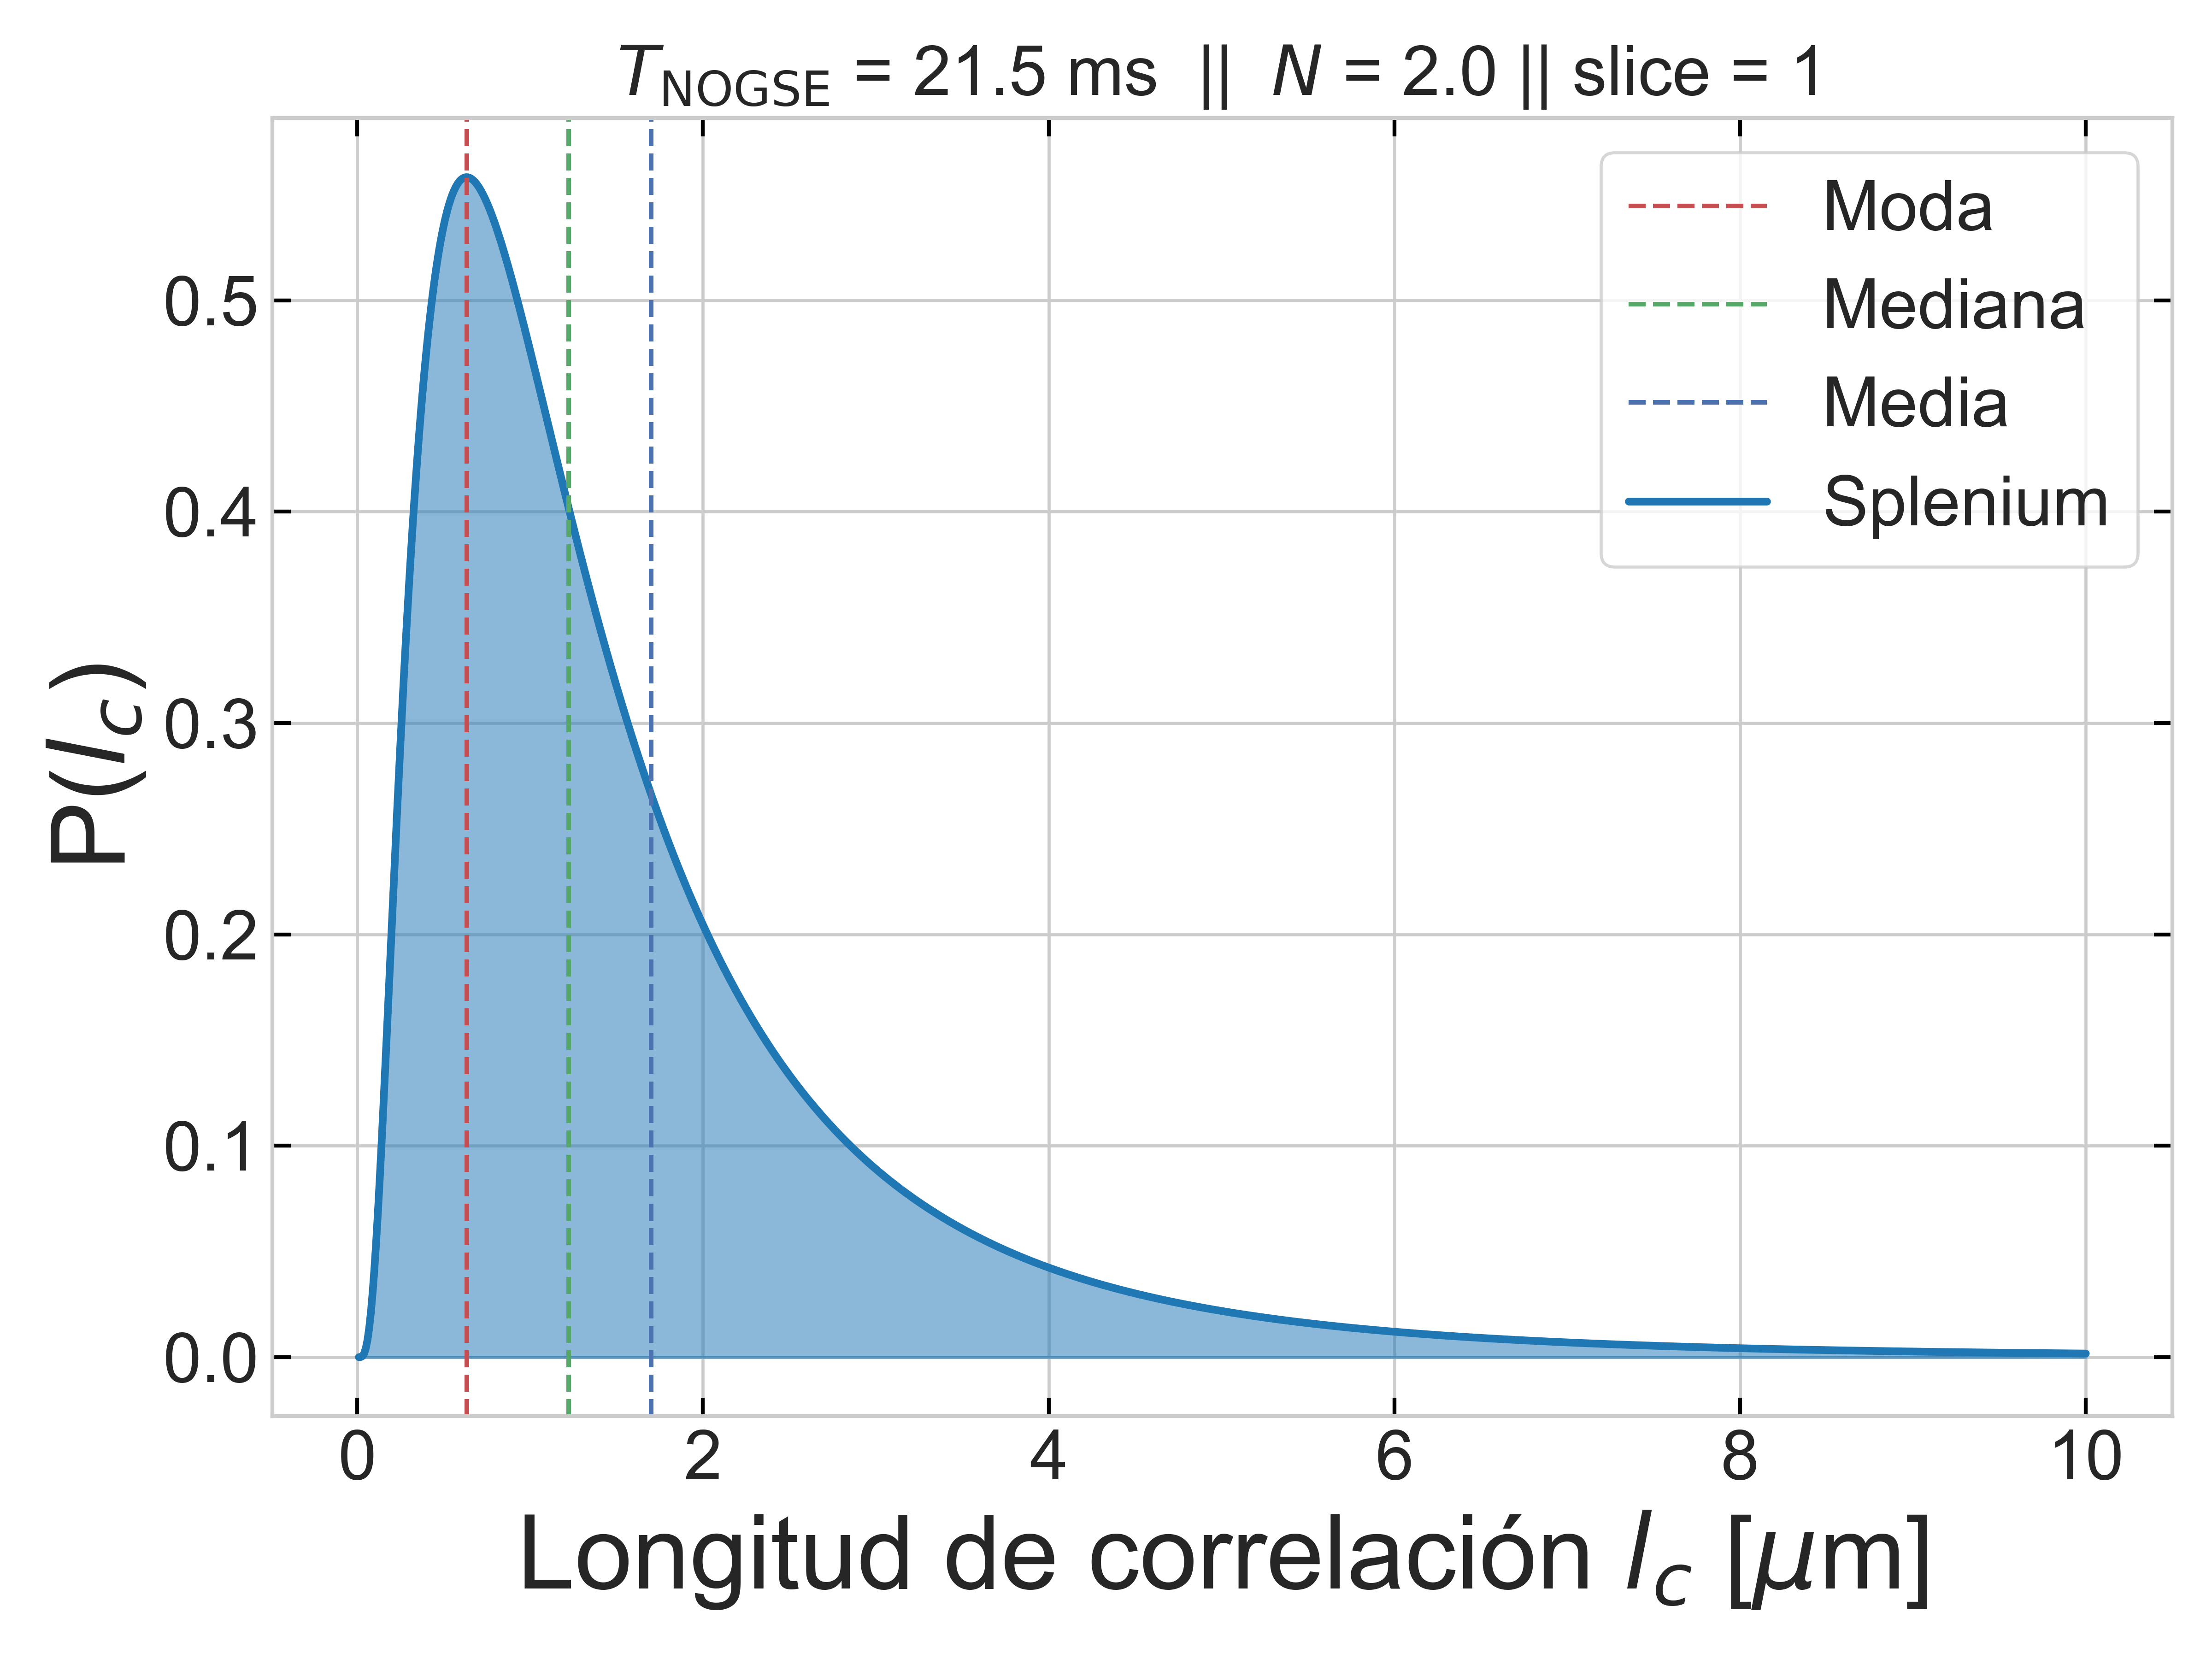 T_NOGSE = 21.5 ms || N = 2.0 || slice = 1
Moda
Mediana
Media
Splenium
P(l_c)
0.5
0.4
0.3
0.2
0.1
0.0
0 2 4 6 8 10
Longitud de correlación l_c [μm]